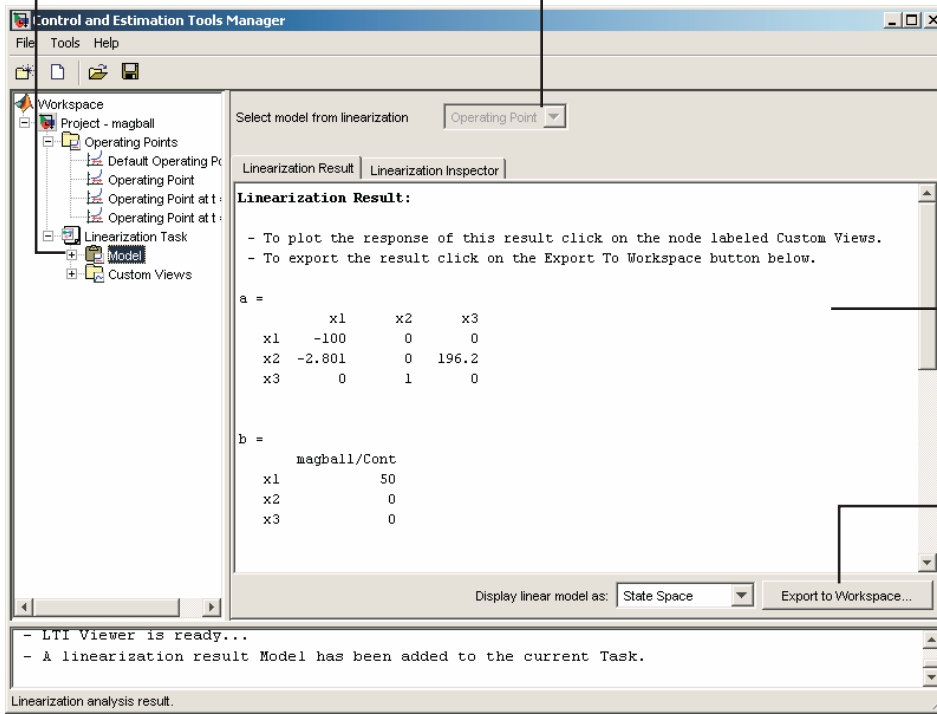 Control and Estimation Tools Manager
File Tools Help
Workspace
Project - magball
Operating Points
Default Operating Po
Operating Point
Operating Point at t =
Operating Point at t =
Linearization Task
Model
Custom Views
Select model from linearization Operating Point
Linearization Result Linearization Inspector
Linearization Result:
- To plot the response of this result click on the node labeled Custom Views.
- To export the result click on the Export To Workspace button below.
a =
x1 x2 x3
x1 -100 0 0
x2 -2.801 0 196.2
x3 0 1 0
b =
magball/Cont
x1 50
x2 0
x3 0
Display linear model as: State Space Export to Workspace...
- LTI Viewer is ready...
- A linearization result Model has been added to the current Task.
Linearization analysis result.